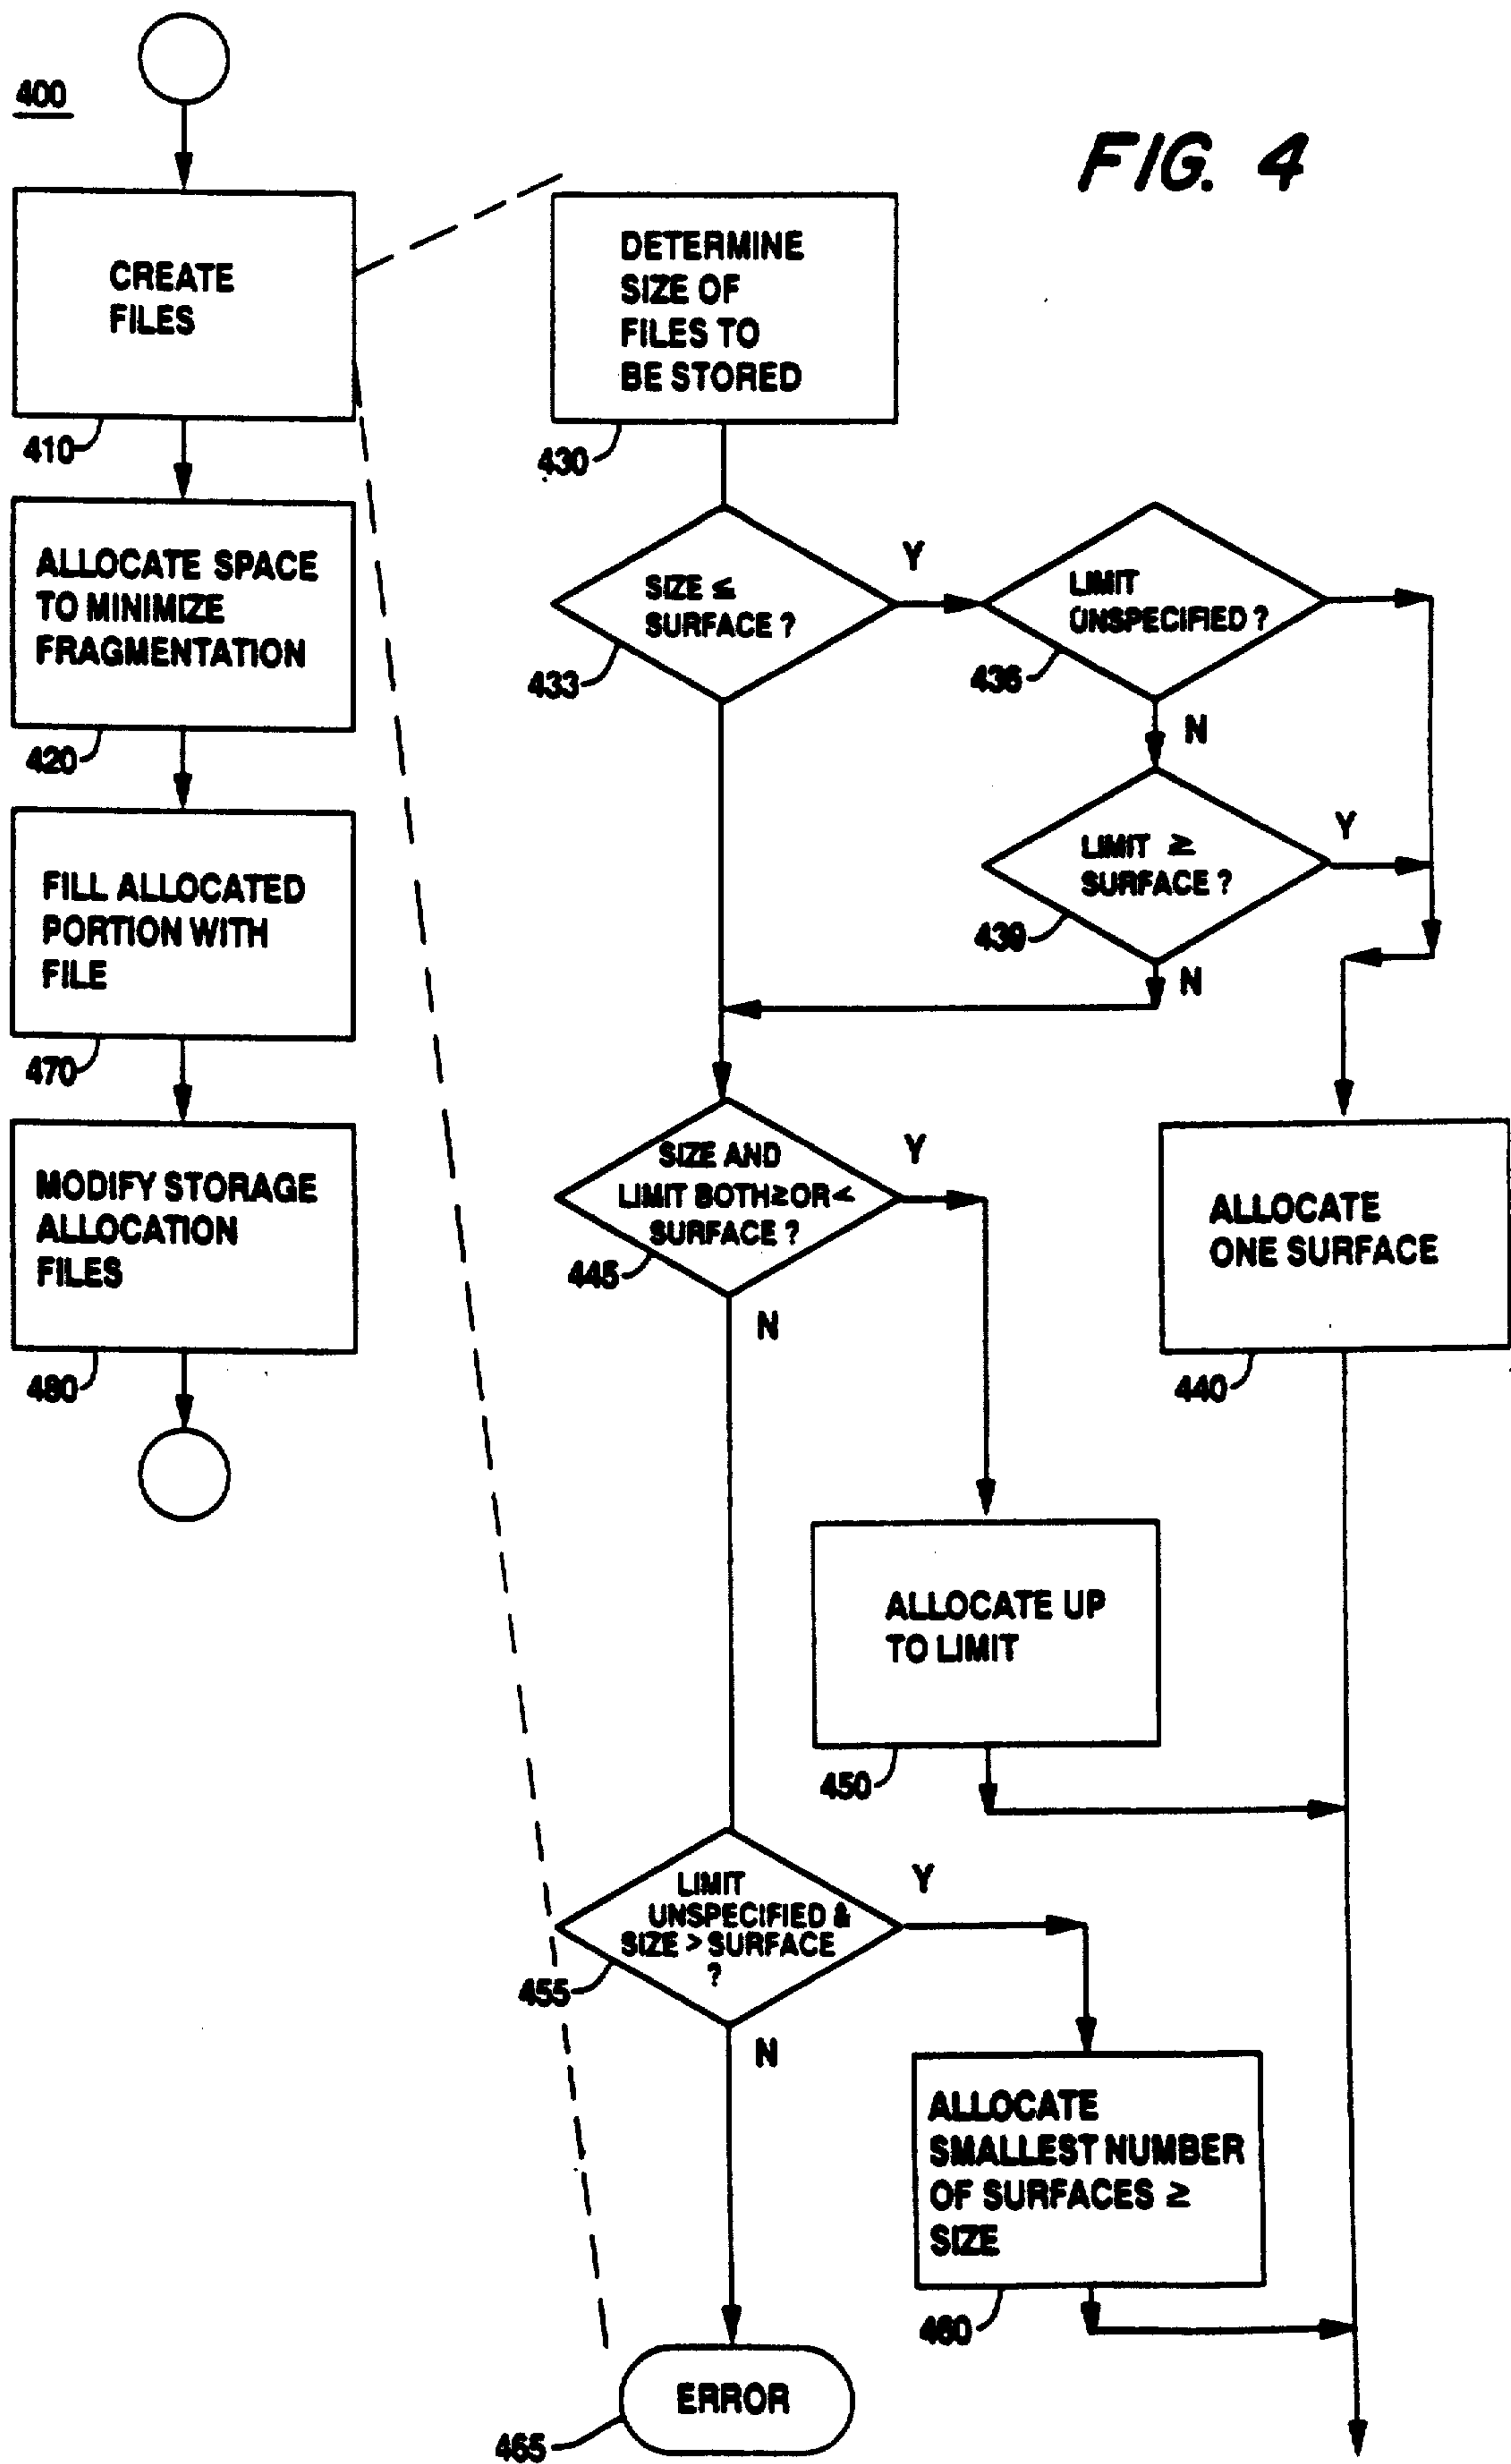 400
FIG. 4
CREATE
FILES
410
ALLOCATE SPACE
TO MINIMIZE
FRAGMENTATION
420
FILL ALLOCATED
PORTION WITH
FILE
470
MODIFY STORAGE
ALLOCATION
FILES
480
DETERMINE
SIZE OF
FILES TO
BE STORED
430
SIZE ≤
SURFACE ?
433
Y
LIMIT
UNSPECIFIED ?
436
N
LIMIT ≥
SURFACE ?
439
Y
N
SIZE AND
LIMIT BOTH ≥ OR <
SURFACE ?
445
Y
N
ALLOCATE
ONE SURFACE
440
ALLOCATE UP
TO LIMIT
450
LIMIT
UNSPECIFIED &
SIZE > SURFACE
?
455
Y
N
ALLOCATE
SMALLEST NUMBER
OF SURFACES ≥
SIZE
460
ERROR
465